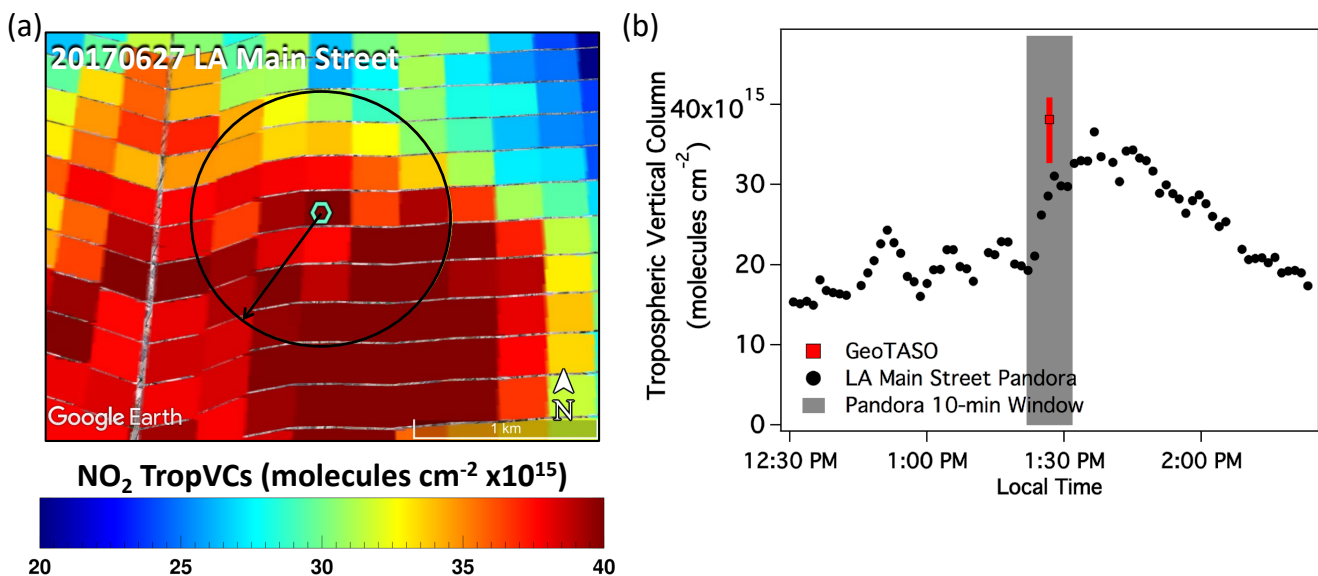 (a)
20170627 LA Main Street
Google Earth
N
1 km
NO₂ TropVCs (molecules cm⁻² x10¹⁵)
20 25 30 35 40
(b)
Tropospheric Vertical Column
(molecules cm⁻²)
40x10¹⁵
30
20
10
0
GeoTASO
LA Main Street Pandora
Pandora 10-min Window
12:30 PM 1:00 PM 1:30 PM 2:00 PM
Local Time